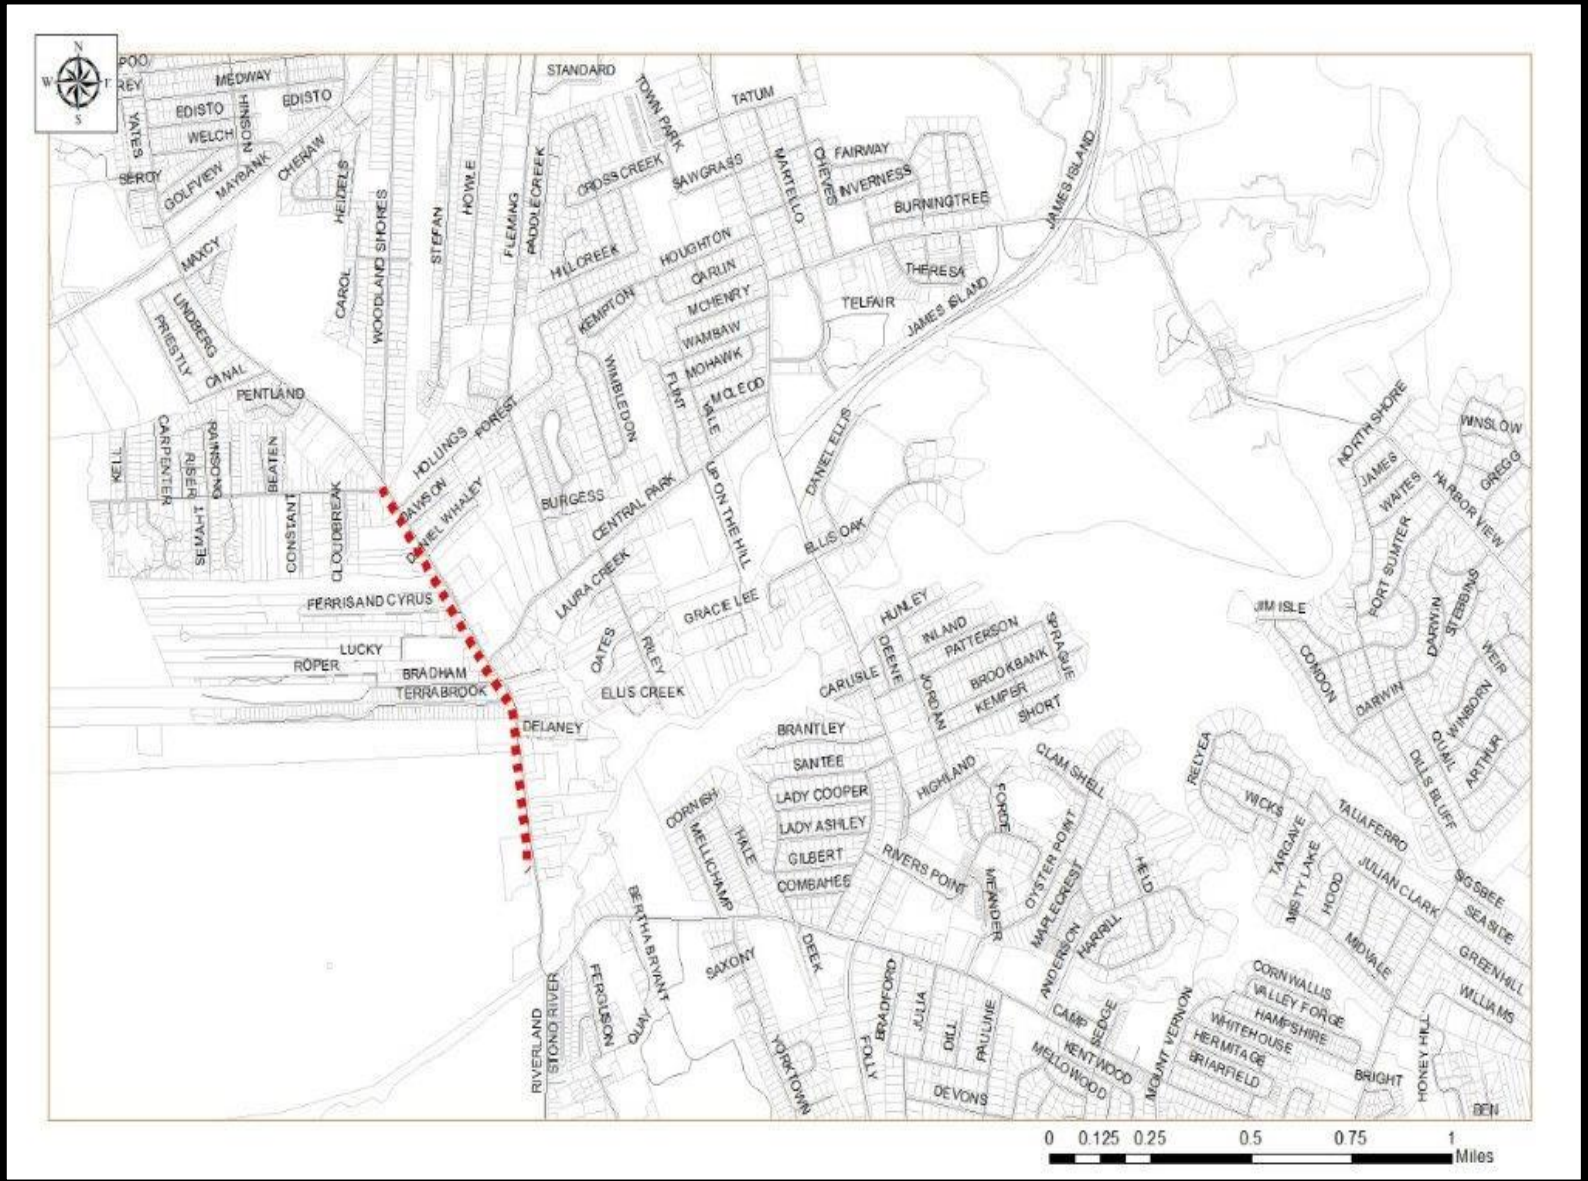 N
W
S
REY
MEDWAY
EDISTO
EDISTO
HINSON
YATES
WELCH
CHERAW
MAYBANK
GOLFVIEW
SEROY
HEIDELS
WOODLAND SHORES
STEFAN
HOWLE
FLEMING
PADDLECREEK
STANDARD
TOWN PARK
TATUM
CROSS CREEK
SAWGRASS
MARTELLO
CHEVES
FAIRWAY
INVERNESS
BURNINGTREE
JAMES ISLAND
MAXCY
CAROL
HILLCREEK
HOUGHTON
CARLIN
THERESA
TELFAIR
JAMES ISLAND
LINDBERG
PRIESTLY
CANAL
PENTLAND
KEMPTON
MCHENRY
WAMBAW
MOHAWK
MCLEOD
WIMBLEDON
FLINT
YALE
HOLLINGS
FOREST
DANIEL ELLIS
NORTH SHORE
WINSLOW
JAMES
GREGG
WAITES
HARBOR VIEW
KELL
CARPENTER
RISER
RAINSONG
BEATEN
SEMAHT
CONSTANT
CLOUDBREAK
DAWSON
DANIEL WHALEY
BURGESS
CENTRAL PARK
UP ON THE HILL
ELLIS OAK
FORT SUMTER
LAURA CREEK
FERRIS AND CYRUS
GRACIE LEE
HUNLEY
INLAND
PATTERSON
SPRAGUE
JIM ISLE
DARWIN
STEBBINS
LUCKY
ROPER
BRADHAM
TERRABROOK
OATES
RILEY
ELLIS CREEK
CARLISLE
DEENE
JORDAN
BROOKBANK
KEMPER
SHORT
CONDON
DARWIN
WEIR
WINBORN
DELANEY
BRANTLEY
SANTEE
LADY COOPER
LADY ASHLEY
GILBERT
COMBAHEE
HIGHLAND
CLAM SHELL
RELYEA
WICKS
TALIAFERRO
DILLS BLUFF
QUAIL
ARTHUR
CORNISH
MELLICHAMP
HALE
RIVERS POINT
FORDE
MEANDER
OYSTER POINT
MAPLECREST
HELD
ANDERSON
HARRILL
TARGAVE
MISTY LAKE
HOOD
JULIAN CLARK
MIDVALE
SIGSBEE
SEASIDE
GREENHILL
WILLIAMS
BERTHA BRYANT
SAXONY
DEEK
FERGUSON
QUAY
RIVERLAND
STONO RIVER
YORKTOWN
FOLLY
BRADFORD
JULIA
DILL
PAULINE
DEVONS
CAMP
SEDGE
KENTWOOD
MELLOWOOD
MOUNT VERNON
CORNWALLIS
VALLEY FORGE
HAMPSHIRE
WHITEHOUSE
HERMITAGE
BRIARFIELD
BRIGHT
HONEY HILL
BEN
0 0.125 0.25 0.5 0.75 1
Miles